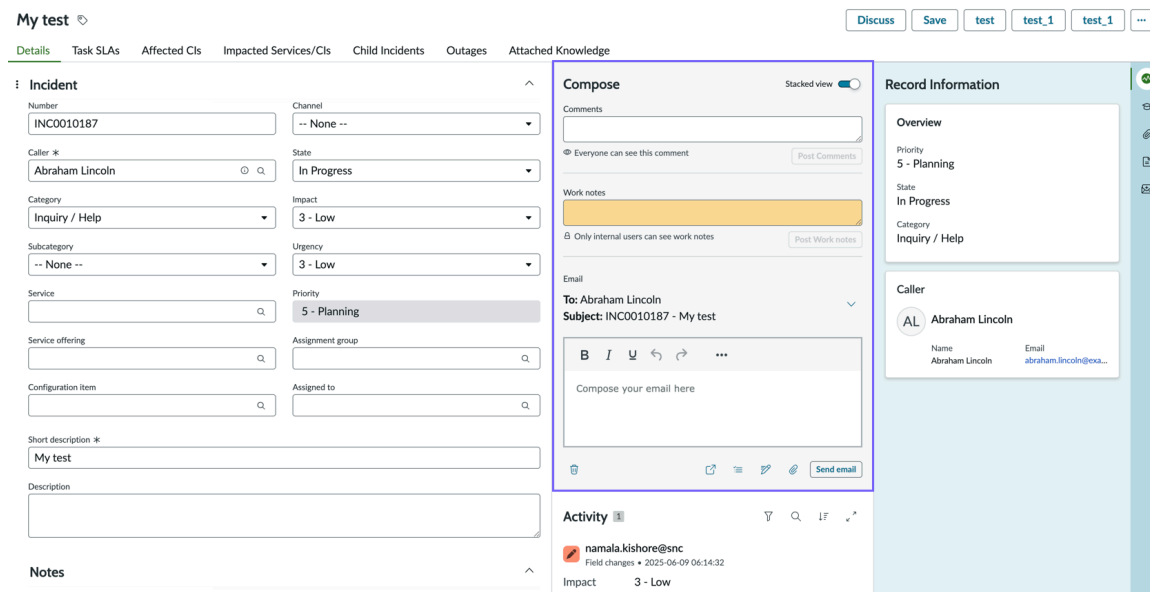 My test
Discuss
Save
test
test_1
test_1
Details
Task SLAs
Affected CIs
Impacted Services/CIs
Child Incidents
Outages
Attached Knowledge
Incident
Number
INC0010187
Channel
-- None --
Caller
Abraham Lincoln
State
In Progress
Category
Inquiry / Help
Impact
3 - Low
Subcategory
-- None --
Urgency
3 - Low
Service
Priority
5 - Planning
Service offering
Assignment group
Configuration item
Assigned to
Short description
My test
Description
Notes
Compose
Stacked view
Comments
Everyone can see this comment
Post Comments
Work notes
Only internal users can see work notes
Post Work notes
Email
To: Abraham Lincoln
Subject: INC0010187 - My test
B I U
Compose your email here
Send email
Activity 1
namala.kishore@snc
Field changes • 2025-06-09 06:14:32
Impact 3 - Low
Record Information
Overview
Priority
5 - Planning
State
In Progress
Category
Inquiry / Help
Caller
AL
Abraham Lincoln
Name
Abraham Lincoln
Email
abraham.lincoln@exa...